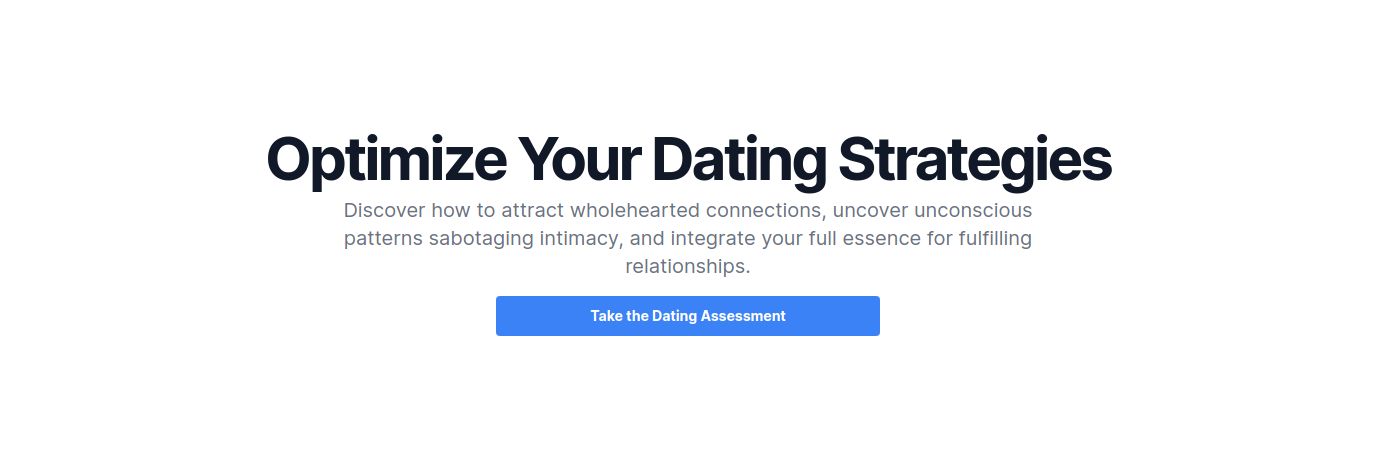 Optimize Your Dating Strategies
Discover how to attract wholehearted connections, uncover unconscious
patterns sabotaging intimacy, and integrate your full essence for fulfilling
relationships.
Take the Dating Assessment